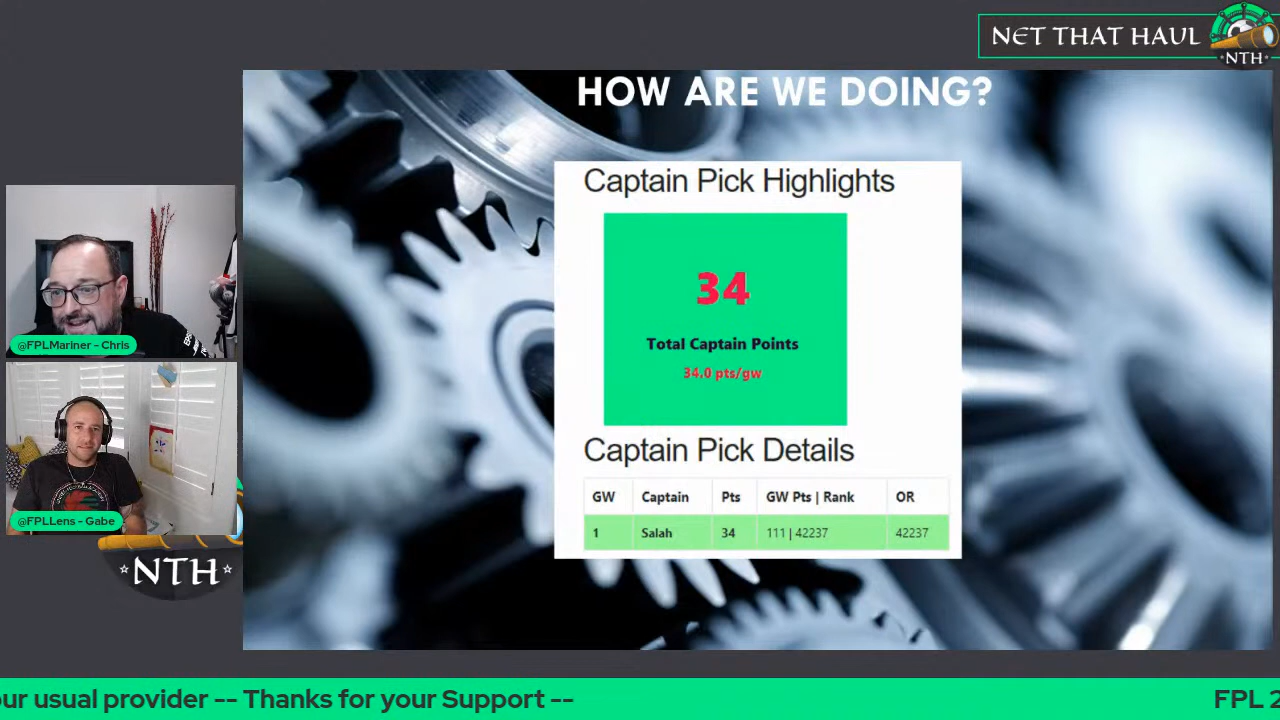 NET THAT HAUL
NTH
HOW ARE WE DOING?
Captain Pick Highlights
34
Total Captain Points
34.0 pts/gw
Captain Pick Details
GW Captain Pts GW Pts | Rank OR
1 Salah 34 111 | 42237 42237
@FPLMariner - Chris
@FPLLens - Gabe
NTH
our usual provider -- Thanks for your Support --
FPL 2